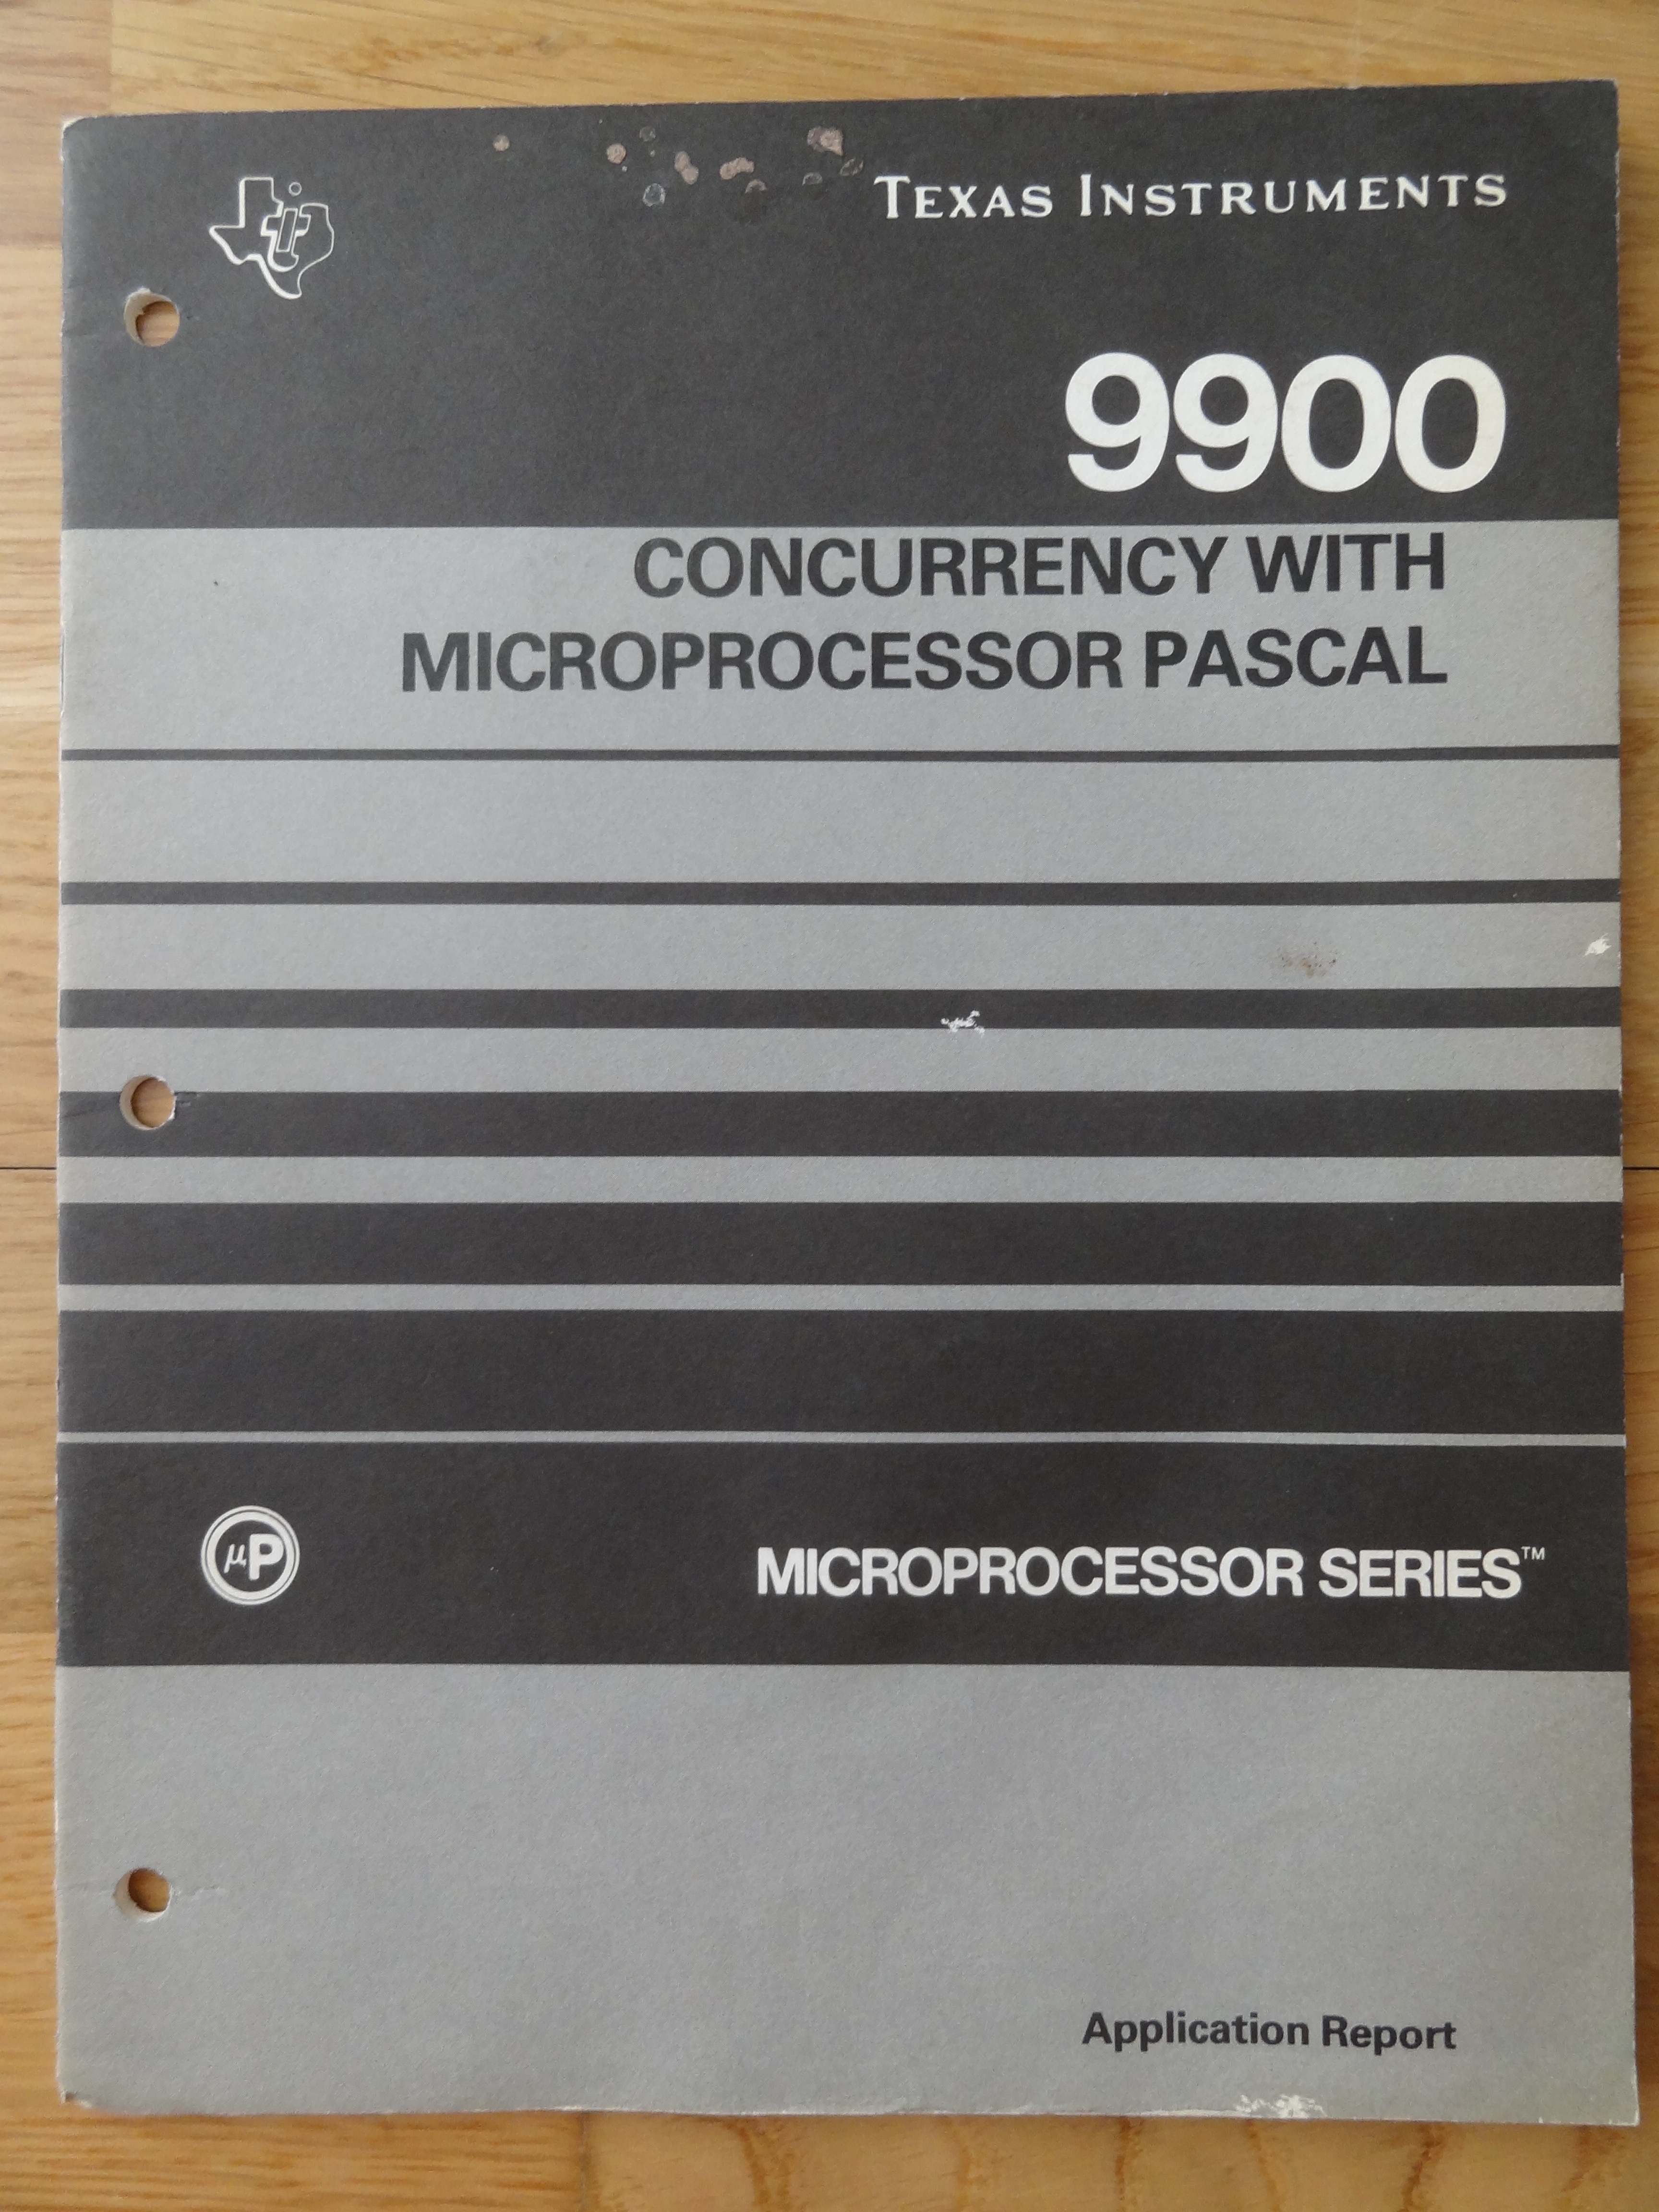 TEXAS INSTRUMENTS
9900
CONCURRENCY WITH
MICROPROCESSOR PASCAL
μP
MICROPROCESSOR SERIES™
Application Report